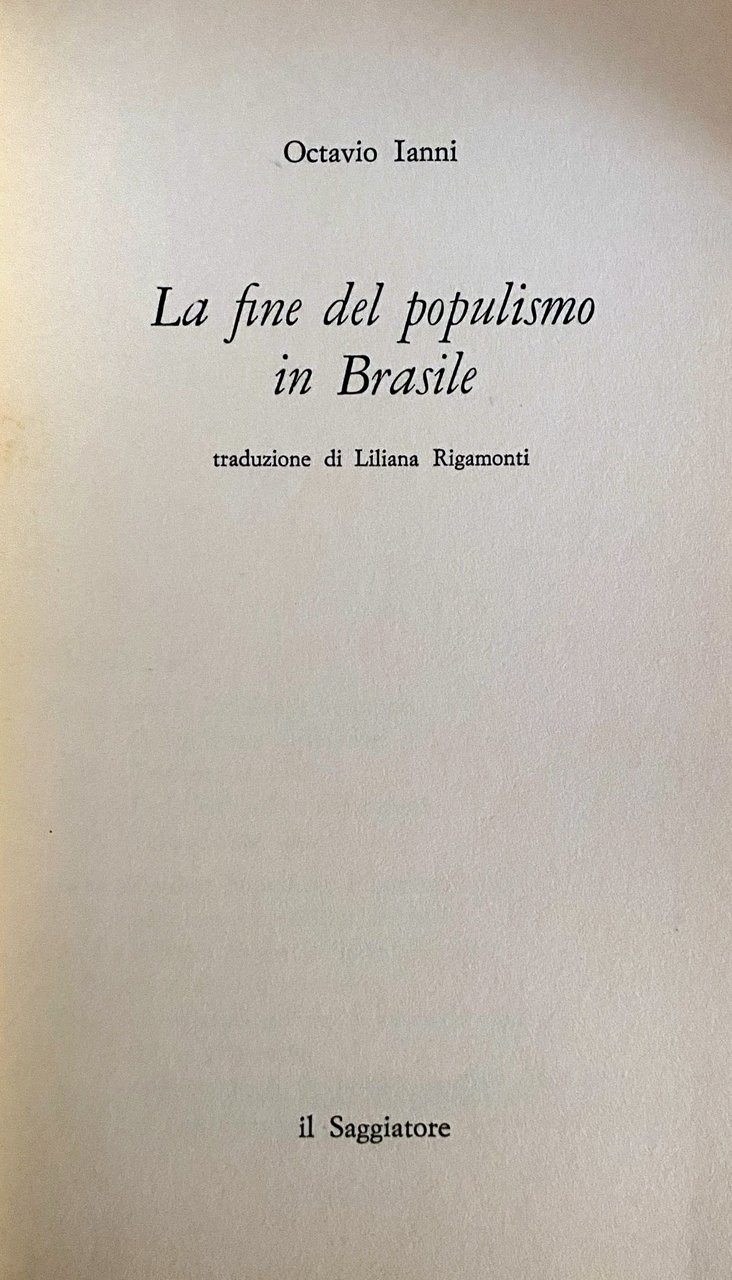 Octavio Ianni
La fine del populismo
in Brasile
traduzione di Liliana Rigamonti
il Saggiatore